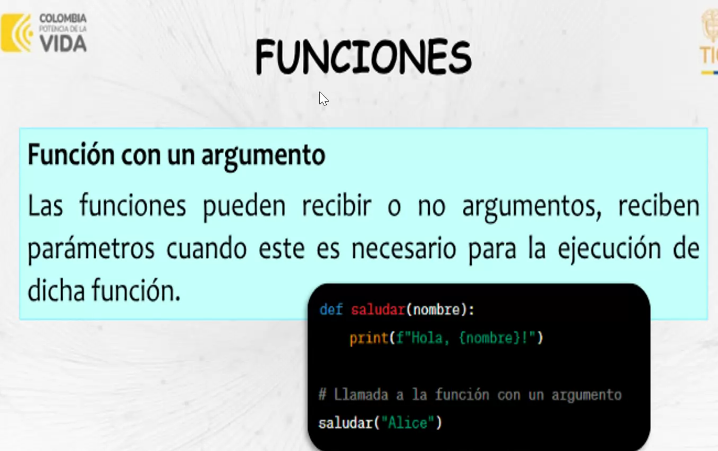 COLOMBIA
POTENCIA DE LA
VIDA
FUNCIONES
TIC
Función con un argumento
Las funciones pueden recibir o no argumentos, reciben
parámetros cuando este es necesario para la ejecución de
dicha función.
def saludar(nombre):
    print(f"Hola, {nombre}!")
# Llamada a la función con un argumento
saludar("Alice")